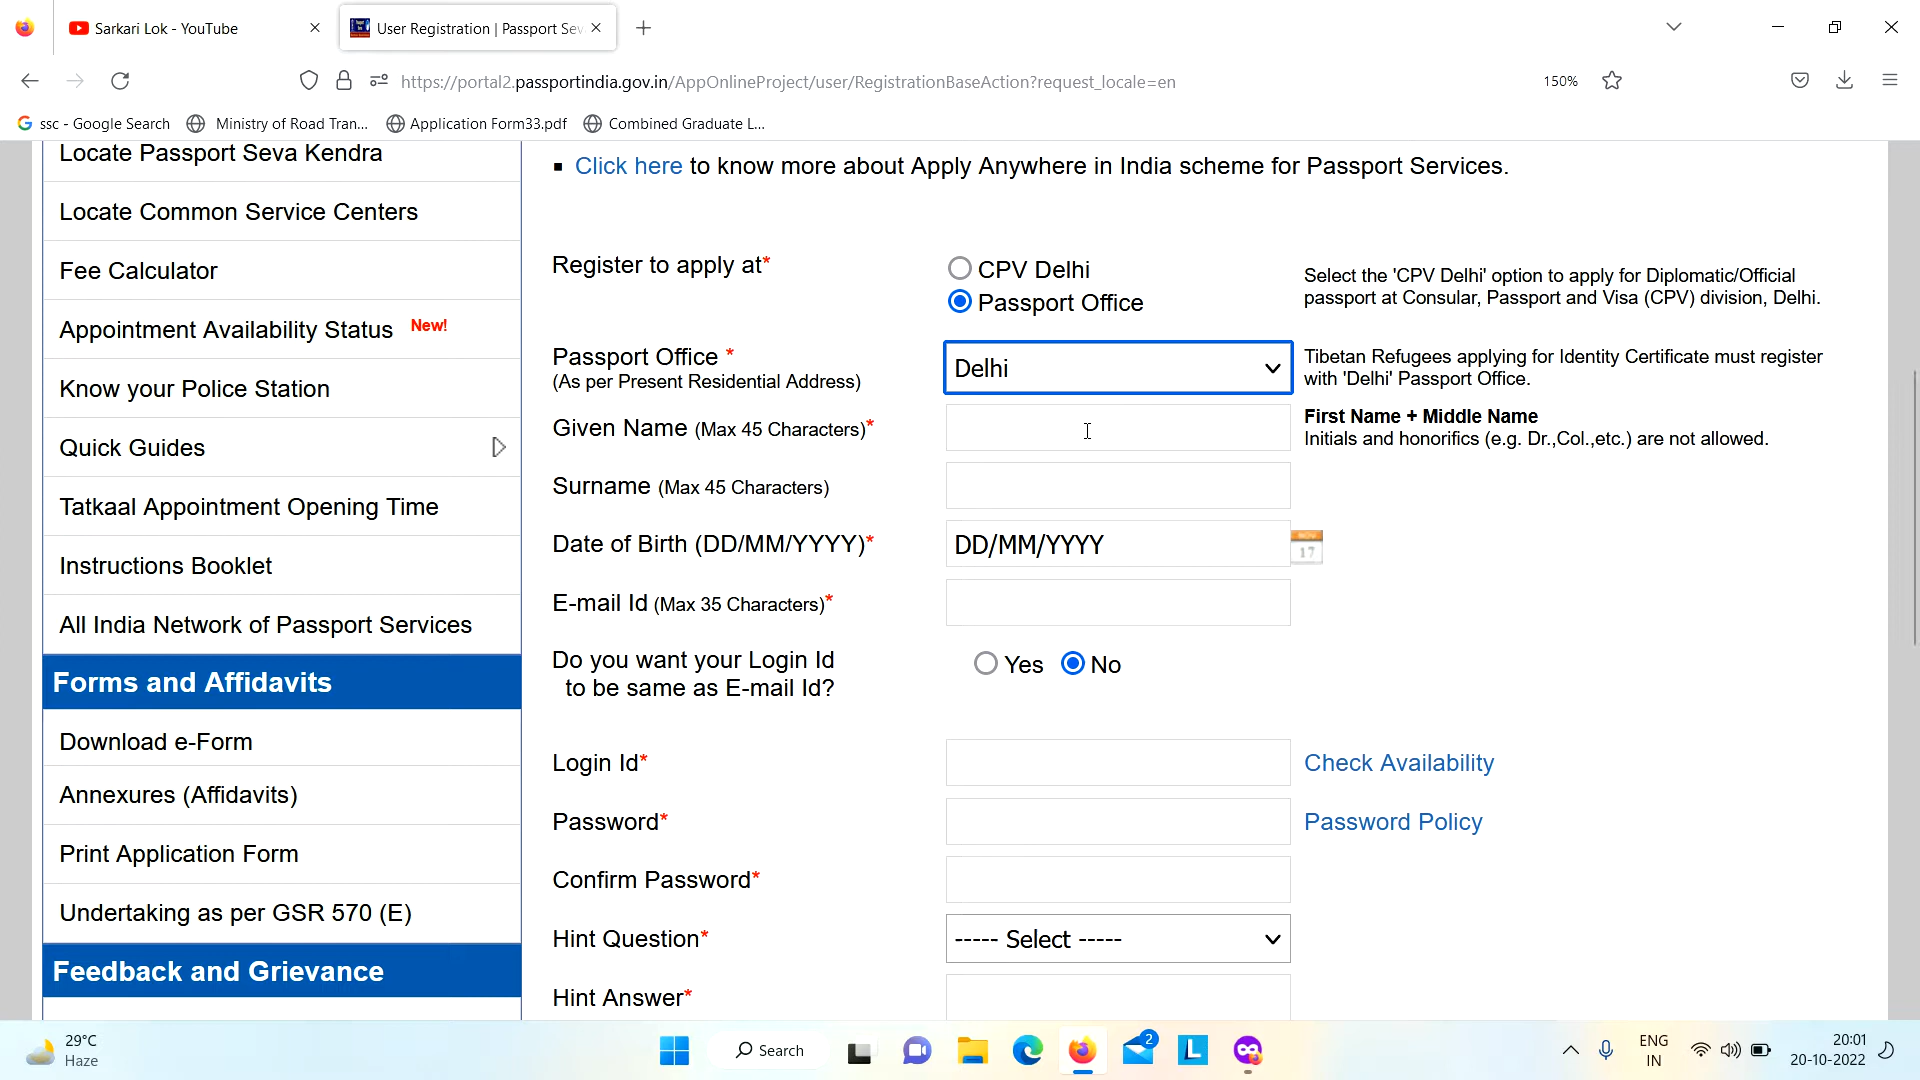 Sarkari Lok - YouTube
User Registration | Passport Sev
https://portal2.passportindia.gov.in/AppOnlineProject/user/RegistrationBaseAction?request_locale=en
150%
ssc - Google Search
Ministry of Road Tran...
Application Form33.pdf
Combined Graduate L...
Locate Passport Seva Kendra
Locate Common Service Centers
Fee Calculator
Appointment Availability Status New!
Know your Police Station
Quick Guides
Tatkaal Appointment Opening Time
Instructions Booklet
All India Network of Passport Services
Forms and Affidavits
Download e-Form
Annexures (Affidavits)
Print Application Form
Undertaking as per GSR 570 (E)
Feedback and Grievance
Click here to know more about Apply Anywhere in India scheme for Passport Services.
Register to apply at*
CPV Delhi
Passport Office
Select the 'CPV Delhi' option to apply for Diplomatic/Official
passport at Consular, Passport and Visa (CPV) division, Delhi.
Passport Office *
(As per Present Residential Address)
Delhi
Tibetan Refugees applying for Identity Certificate must register
with 'Delhi' Passport Office.
Given Name (Max 45 Characters)*
First Name + Middle Name
Initials and honorifics (e.g. Dr.,Col.,etc.) are not allowed.
Surname (Max 45 Characters)
Date of Birth (DD/MM/YYYY)*
DD/MM/YYYY
NOV
17
E-mail Id (Max 35 Characters)*
Do you want your Login Id
to be same as E-mail Id?
Yes
No
Login Id*
Check Availability
Password*
Password Policy
Confirm Password*
Hint Question*
----- Select -----
Hint Answer*
29°C
Haze
Search
2
L
ENG
IN
20:01
20-10-2022